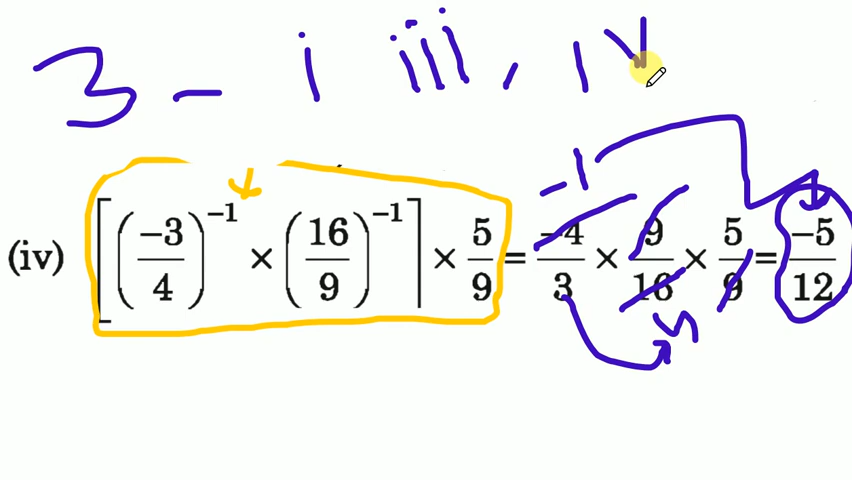 3 - i iii, iv
-1
(iv) [(-3/4)^-1 × (16/9)^-1] × 5/9 = -4/3 × 9/16 × 5/9 = -5/12